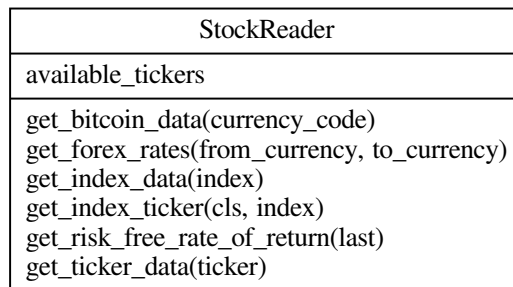 StockReader
available_tickers
get_bitcoin_data(currency_code)
get_forex_rates(from_currency, to_currency)
get_index_data(index)
get_index_ticker(cls, index)
get_risk_free_rate_of_return(last)
get_ticker_data(ticker)